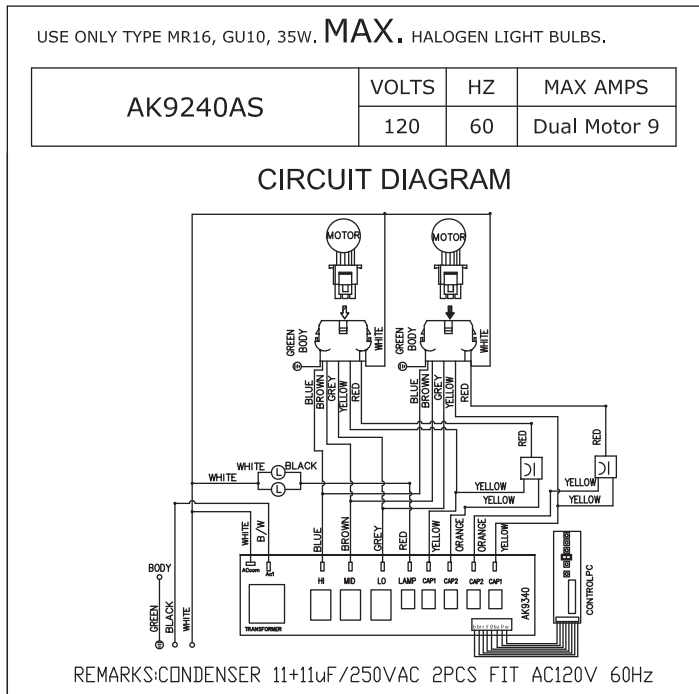 USE ONLY TYPE MR16, GU10, 35W. MAX. HALOGEN LIGHT BULBS.
AK9240AS
VOLTS HZ MAX AMPS
120 60 Dual Motor 9
CIRCUIT DIAGRAM
MOTOR MOTOR
GREEN BODY WHITE GREEN BODY WHITE
BLUE BROWN GREY YELLOW RED BLUE BROWN GREY YELLOW RED
RED RED
WHITE WHITE L BLACK
L
YELLOW YELLOW
YELLOW YELLOW
WHITE B/W BLUE BROWN GREY RED YELLOW ORANGE ORANGE YELLOW
ACcom Ac1
HI MID LO LAMP CAP1 CAP2 CAP2 CAP1
TRANSFORMER
AK9340
CONTROLPC
BODY
GREEN BLACK WHITE
REMARKS:CONDENSER 11+11uF/250VAC 2PCS FIT AC120V 60Hz